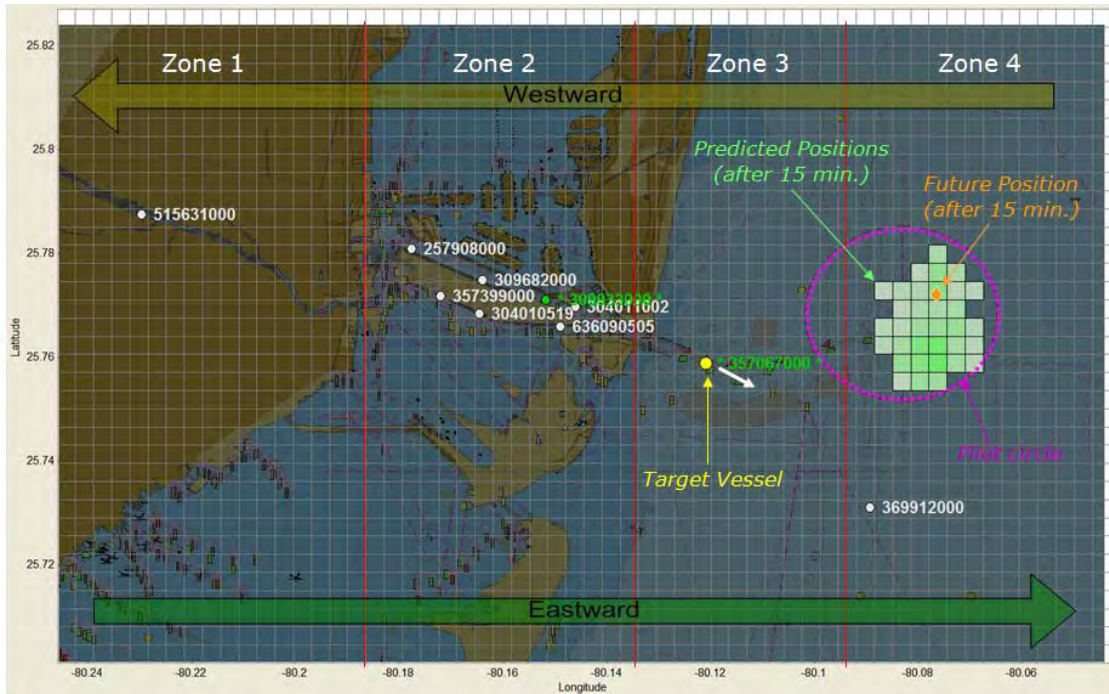 25.82
Zone 1
Zone 2
Zone 3
Zone 4
Westward
25.8
Predicted Positions
(after 15 min.)
Future Position
(after 15 min.)
515631000
25.78
257908000
309682000
357399000
304011002
304010519
636090505
Latitude
25.76
* 357067000 *
Pilot circle
25.74
Target Vessel
369912000
25.72
Eastward
-80.24
-80.22
-80.2
-80.18
-80.16
-80.14
-80.12
-80.1
-80.08
-80.06
Longitude